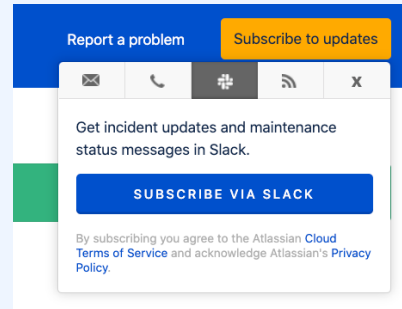 Report a problem
Subscribe to updates
X
Get incident updates and maintenance
status messages in Slack.
SUBSCRIBE VIA SLACK
By subscribing you agree to the Atlassian Cloud
Terms of Service and acknowledge Atlassian's Privacy
Policy.